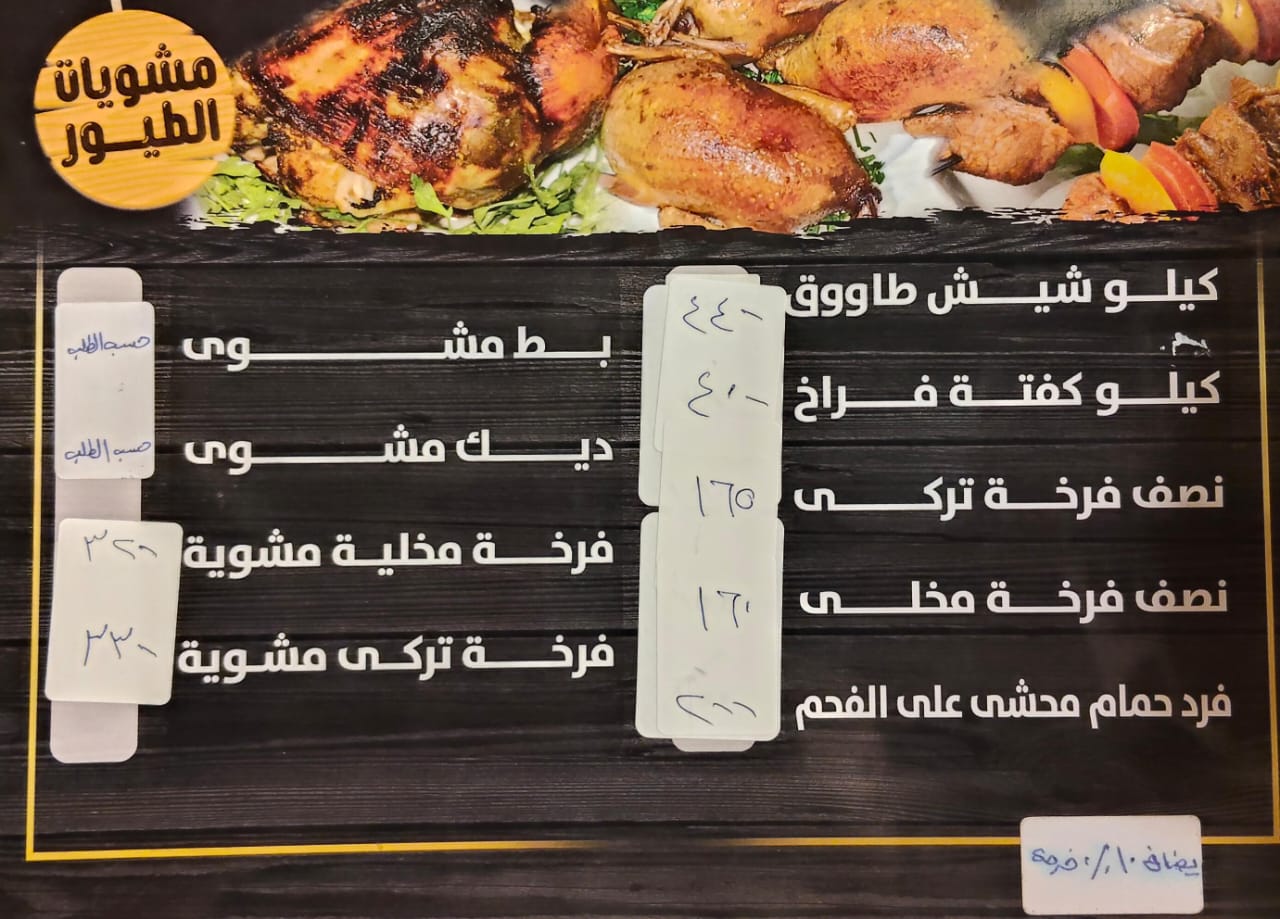 مشويات
الطيور
كيلو شيش طاووق ٤٤٠
كيلو كفتة فراخ ٤١٠
نصف فرخة تركى ١٦٥
نصف فرخة مخلى ١٦٠
فرد حمام محشى على الفحم ٢٠٠
بط مشوى حسب الطلب
ديك مشوى حسب الطلب
فرخة مخلية مشوية ٣٢٠
فرخة تركى مشوية ٣٣٠
يضاف ١٠٪ خدمة